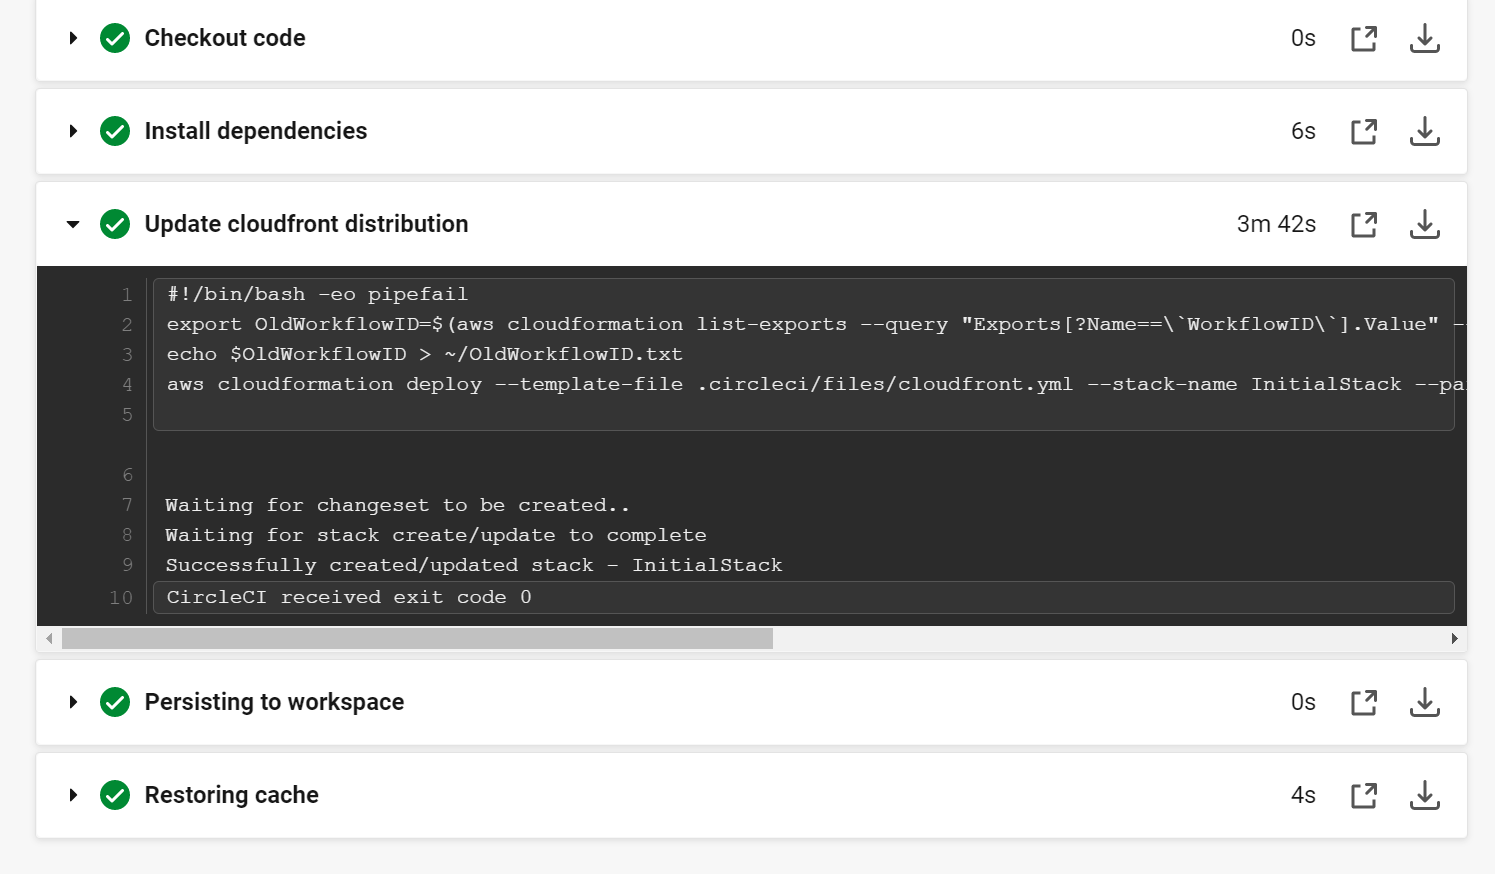 Checkout code 0s
Install dependencies 6s
Update cloudfront distribution 3m 42s
1 #!/bin/bash -eo pipefail
2 export OldWorkflowID=$(aws cloudformation list-exports --query "Exports[?Name==\`WorkflowID\`].Value" --
3 echo $OldWorkflowID > ~/OldWorkflowID.txt
4 aws cloudformation deploy --template-file .circleci/files/cloudfront.yml --stack-name InitialStack --pa
5
6
7 Waiting for changeset to be created..
8 Waiting for stack create/update to complete
9 Successfully created/updated stack - InitialStack
10 CircleCI received exit code 0
Persisting to workspace 0s
Restoring cache 4s